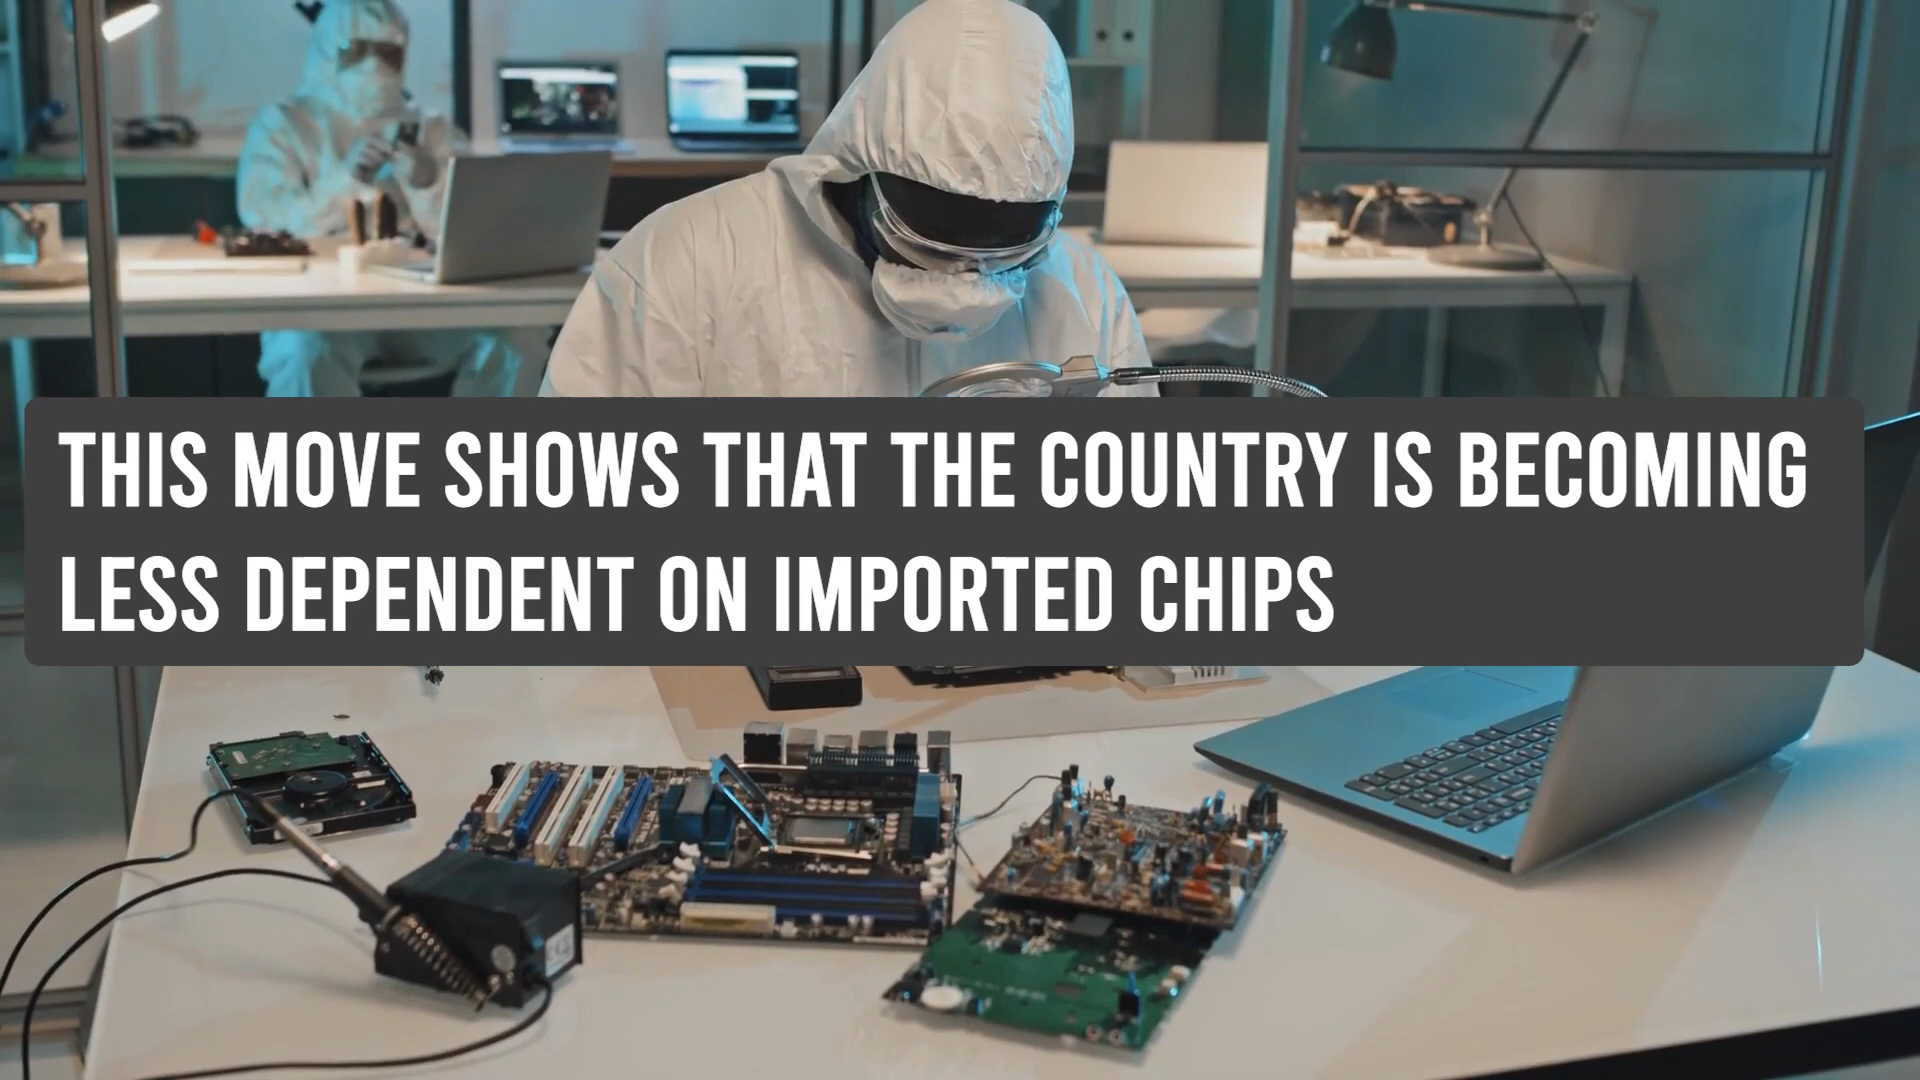 THIS MOVE SHOWS THAT THE COUNTRY IS BECOMING
LESS DEPENDENT ON IMPORTED CHIPS